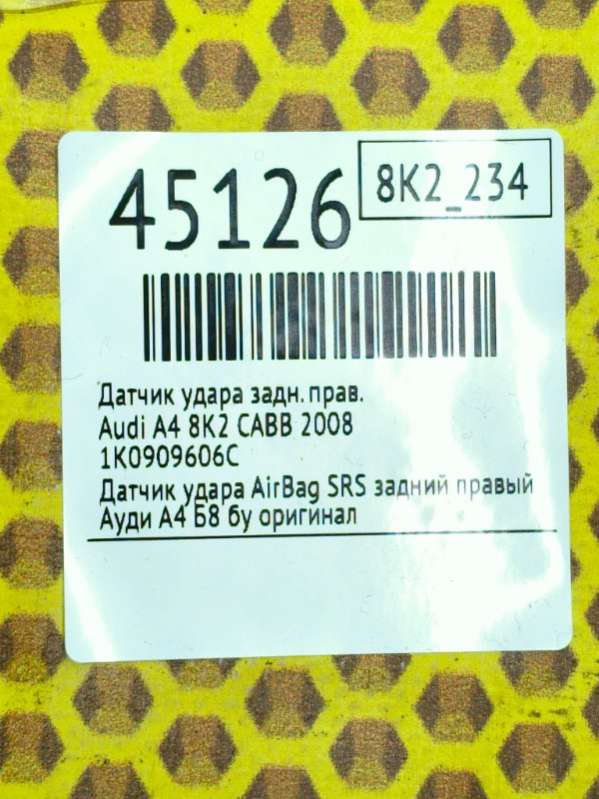 45126
8K2_234
Датчик удара задн. прав.
Audi A4 8K2 CABB 2008
1K0909606C
Датчик удара AirBag SRS задний правый
Ауди А4 Б8 бу оригинал